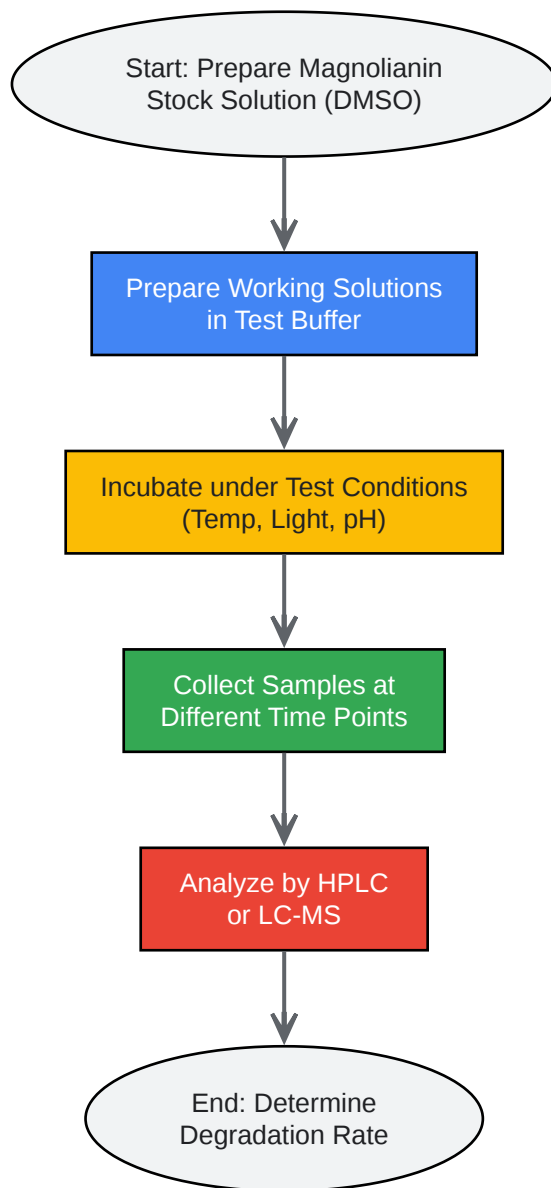 Start: Prepare Magnolianin
Stock Solution (DMSO)
Prepare Working Solutions
in Test Buffer
Incubate under Test Conditions
(Temp, Light, pH)
Collect Samples at
Different Time Points
Analyze by HPLC
or LC-MS
End: Determine
Degradation Rate